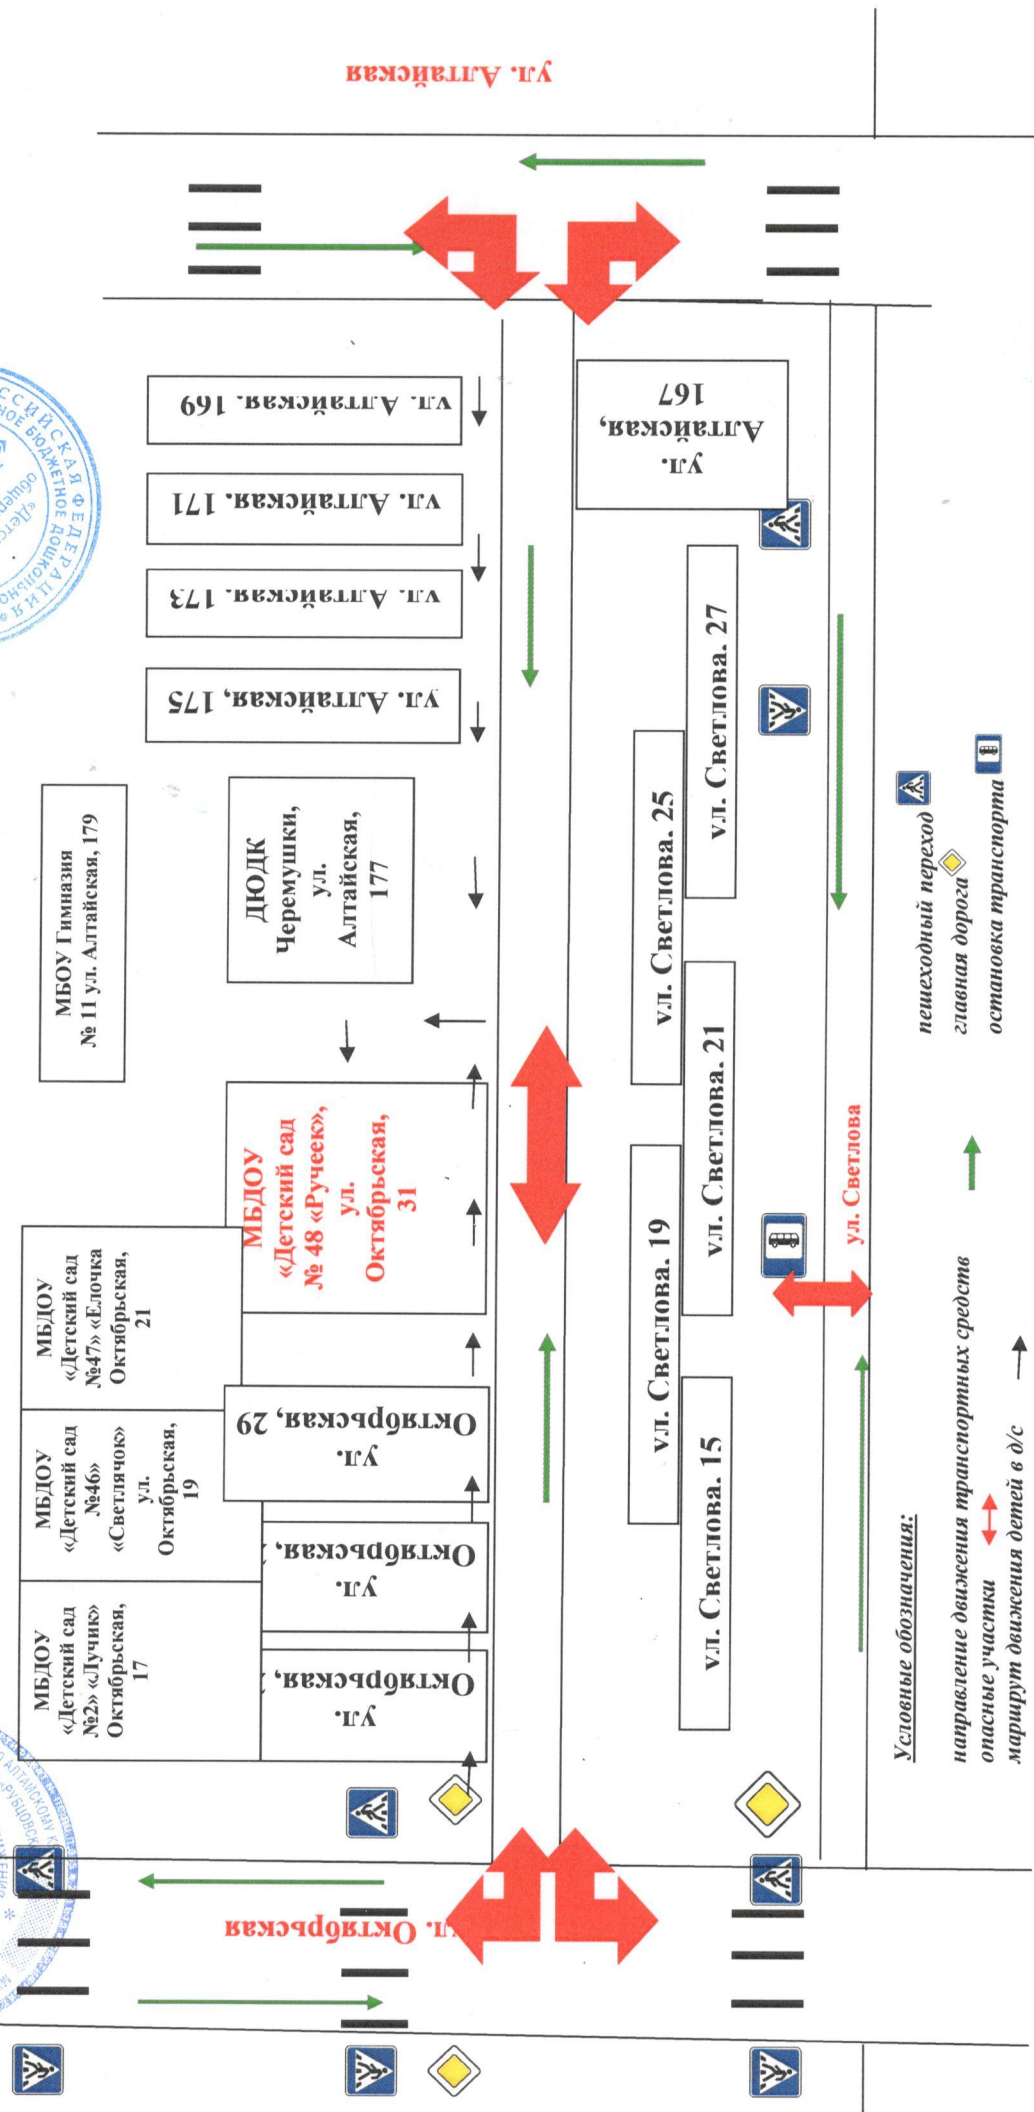 МБДОУ
«Детский сад
№2» «Лучик»
Октябрьская,
17
МБДОУ
«Детский сад
№46»
«Светлячок»
ул.
Октябрьская,
19
МБДОУ
«Детский сад
№47» «Елочка
Октябрьская,
21
МБОУ Гимназия
№ 11 ул. Алтайская, 179
ул.
Октябрьская,
ул.
Октябрьская,
ул.
Октябрьская, 29
МБДОУ
«Детский сад
№ 48 «Ручеек»,
ул.
Октябрьская,
31
ДЮДК
Черемушки,
ул.
Алтайская,
177
ул. Алтайская, 175
ул. Алтайская. 173
ул. Алтайская. 171
ул. Алтайская. 169
ул. Алтайская
ул. Октябрьская
ул.
Алтайская,
167
ул. Светлова. 19
ул. Светлова. 25
ул. Светлова. 15
ул. Светлова. 21
ул. Светлова. 27
ул. Светлова
Условные обозначения:
направление движения транспортных средств
опасные участки
маршрут движения детей в д/с
пешеходный переход
главная дорога
остановка транспорта
РОССИЙСКАЯ ФЕДЕРАЦИЯ
БЮДЖЕТНОЕ
АЛТАЙСКОМУ